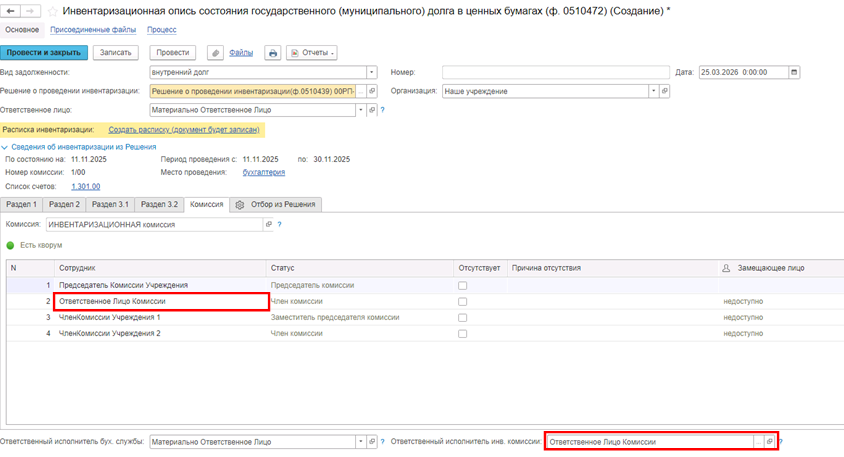 Инвентаризационная опись состояния государственного (муниципального) долга в ценных бумагах (ф. 0510472) (Создание) *
Основное Присоединенные файлы Процесс
Провести и закрыть Записать Провести Файлы Отчеты
Вид задолженности: внутренний долг Номер: Дата: 25.03.2026 0:00:00
Решение о проведении инвентаризации: Решение о проведении инвентаризации(ф.0510439) 00РП- ... Организация: Наше учреждение
Ответственное лицо: Материально Ответственное Лицо ?
Расписка инвентаризации: Создать расписку (документ будет записан)
Сведения об инвентаризации из Решения
По состоянию на: 11.11.2025 Период проведения с: 11.11.2025 по: 30.11.2025
Номер комиссии: 1/00 Место проведения: бухгалтерия
Список счетов: 1.301.00
Раздел 1 Раздел 2 Раздел 3.1 Раздел 3.2 Комиссия Отбор из Решения
Комиссия: ИНВЕНТАРИЗАЦИОННАЯ комиссия ?
Есть кворум
N Сотрудник Статус Отсутствует Причина отсутствия Замещающее лицо
1 Председатель Комиссии Учреждения Председатель комиссии
2 Ответственное Лицо Комиссии Член комиссии недоступно
3 ЧленКомиссии Учреждения 1 Заместитель председателя комиссии недоступно
4 ЧленКомиссии Учреждения 2 Член комиссии недоступно
Ответственный исполнитель бух. службы: Материально Ответственное Лицо ? Ответственный исполнитель инв. комиссии: Ответственное Лицо Комиссии ... ?